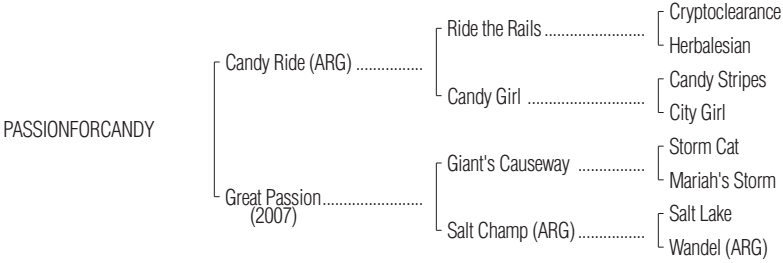 Cryptoclearance
Ride the Rails ........................
Herbalesian
Candy Ride (ARG) ................
Candy Stripes
Candy Girl ............................
City Girl
PASSIONFORCANDY
Storm Cat
Giant's Causeway ................
Mariah's Storm
Great Passion........................
(2007)
Salt Lake
Salt Champ (ARG) ................
Wandel (ARG)